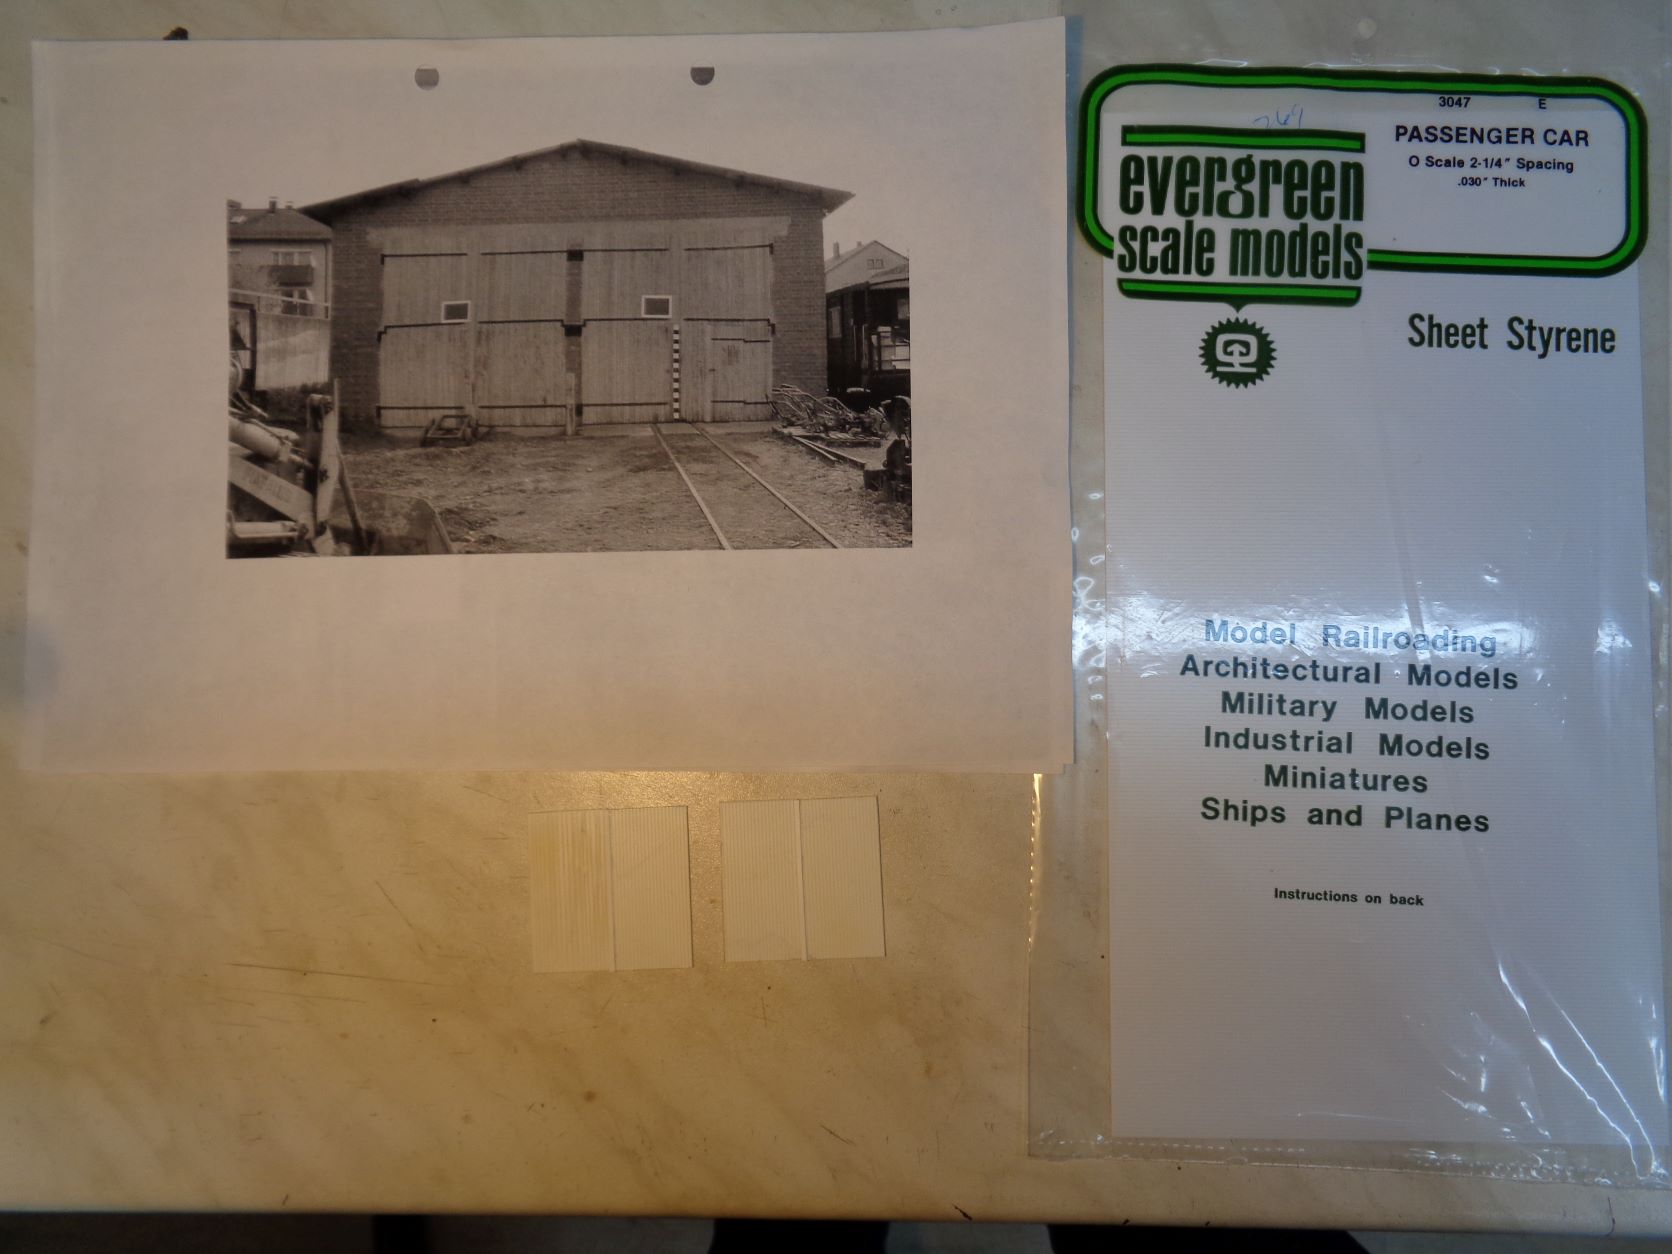 3047 E
PASSENGER CAR
O Scale 2-1/4" Spacing
.030" Thick
evergreen
scale models
Sheet Styrene
Model Railroading
Architectural Models
Military Models
Industrial Models
Miniatures
Ships and Planes
Instructions on back